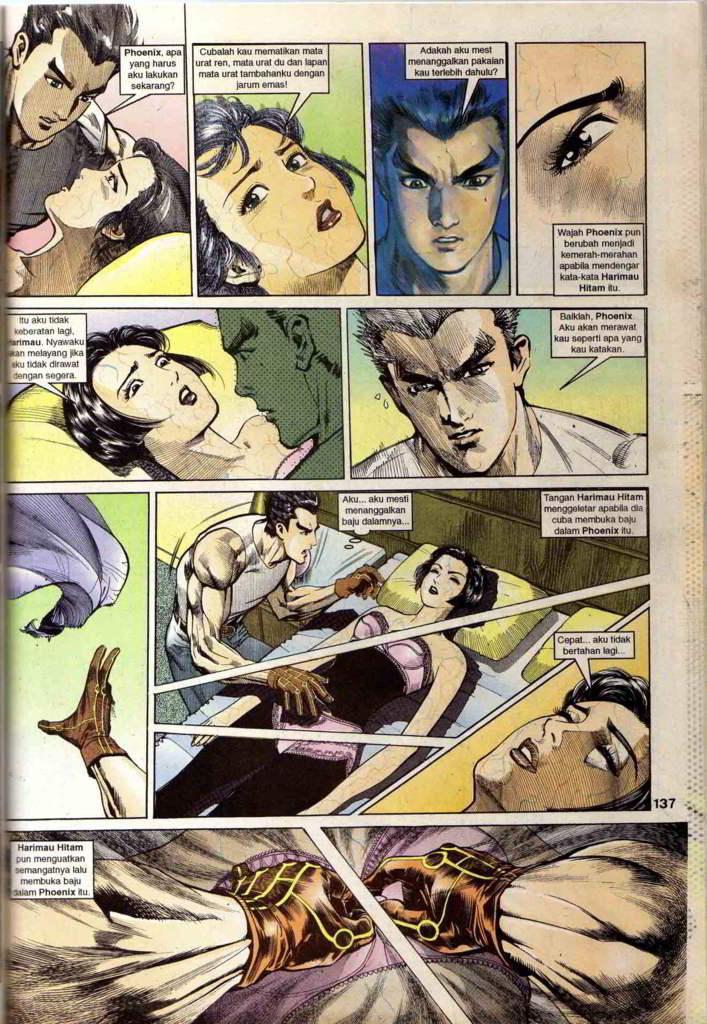 Phoenix, apa
yang harus
aku lakukan
sekarang?
Cubalah kau mematikan mata
urat ren, mata urat du dan lapan
mata urat tambahanku dengan
jarum emas!
Adakah aku mest
menanggalkan pakaian
kau terlebih dahulu?
Wajah Phoenix pun
berubah menjadi
kemerah-merahan
apabila mendengar
kata-kata Harimau
Hitam itu.
Itu aku tidak
keberatan lagi,
Harimau. Nyawaku
akan melayang jika
aku tidak dirawat
dengan segera.
Baiklah, Phoenix.
Aku akan merawat
kau seperti apa yang
kau katakan.
Aku... aku mesti
menanggalkan
baju dalamnya...
Tangan Harimau Hitam
menggeletar apabila dia
cuba membuka baju
dalam Phoenix itu.
Cepat... aku tidak
bertahan lagi...
137
Harimau Hitam
pun menguatkan
semangatnya lalu
membuka baju
dalam Phoenix itu.